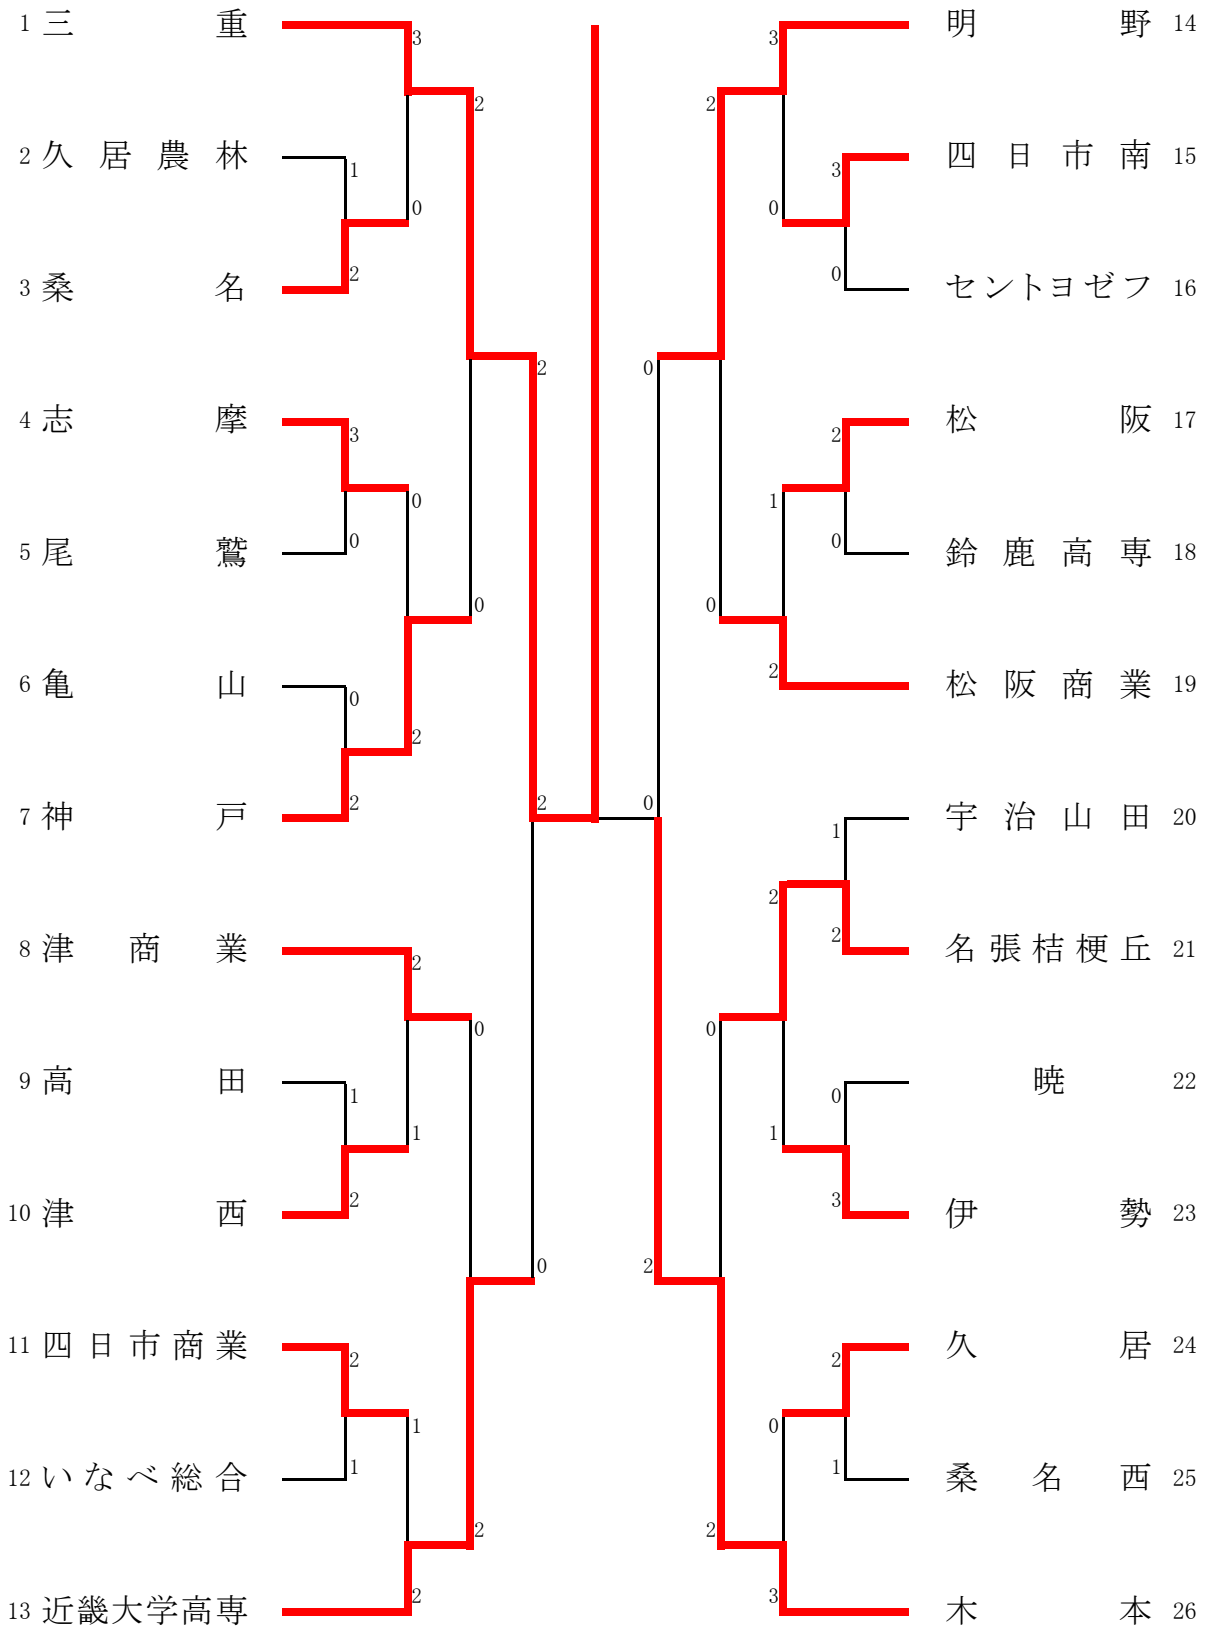 1 三重
3
2
2 久居農林
1
0
3 桑名
2
2
4 志摩
3
0
5 尾鷲
0
0
6 亀山
0
2
7 神戸
2
2
8 津商業
2
0
9 高田
1
1
10 津西
2
0
11 四日市商業
2
1
12 いなべ総合
1
2
13 近畿大学高専
2
明野 14
3
2
四日市南 15
3
0
セントヨゼフ 16
0
0
松阪 17
2
1
鈴鹿高専 18
0
0
松阪商業 19
2
0
宇治山田 20
1
2
名張桔梗丘 21
2
0
暁 22
0
1
伊勢 23
3
2
久居 24
2
0
桑名西 25
1
2
木本 26
3